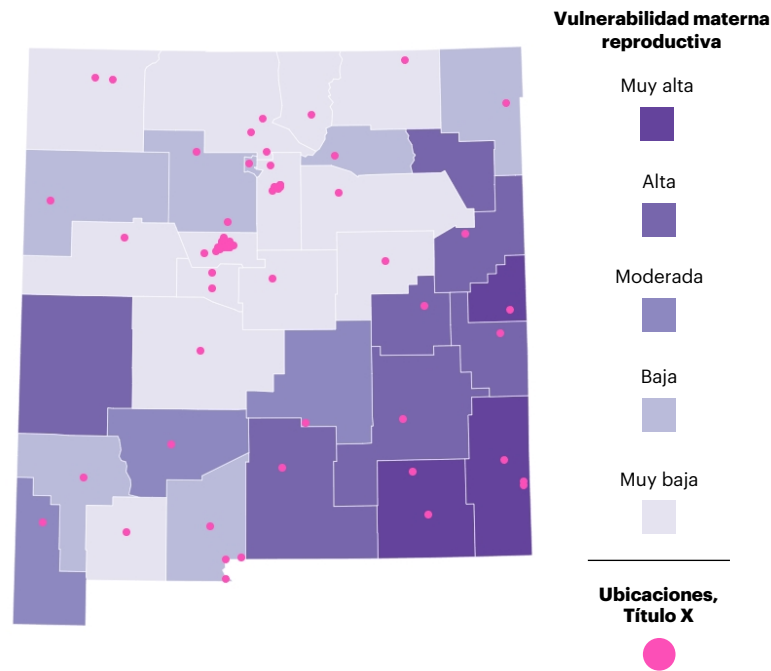 Vulnerabilidad materna
reproductiva
Muy alta
Alta
Moderada
Baja
Muy baja
Ubicaciones,
Título X